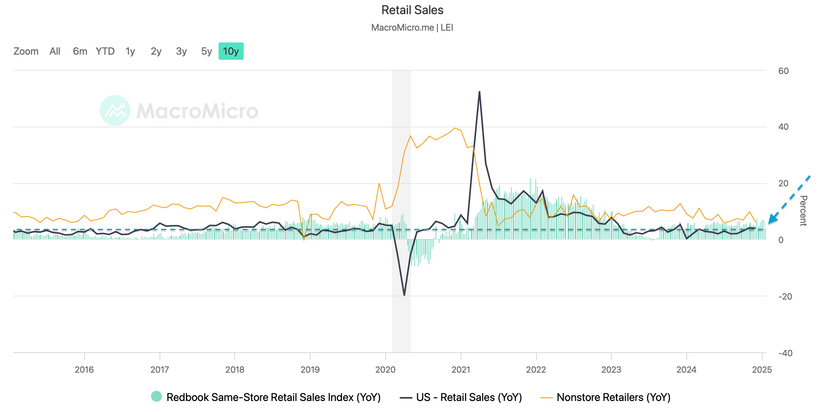 Retail Sales
MacroMicro.me | LEI
Zoom All 6m YTD 1y 2y 3y 5y 10y
MacroMicro
60
40
20
0
-20
-40
Percent
2016 2017 2018 2019 2020 2021 2022 2023 2024 2025
Redbook Same-Store Retail Sales Index (YoY) US - Retail Sales (YoY) Nonstore Retailers (YoY)